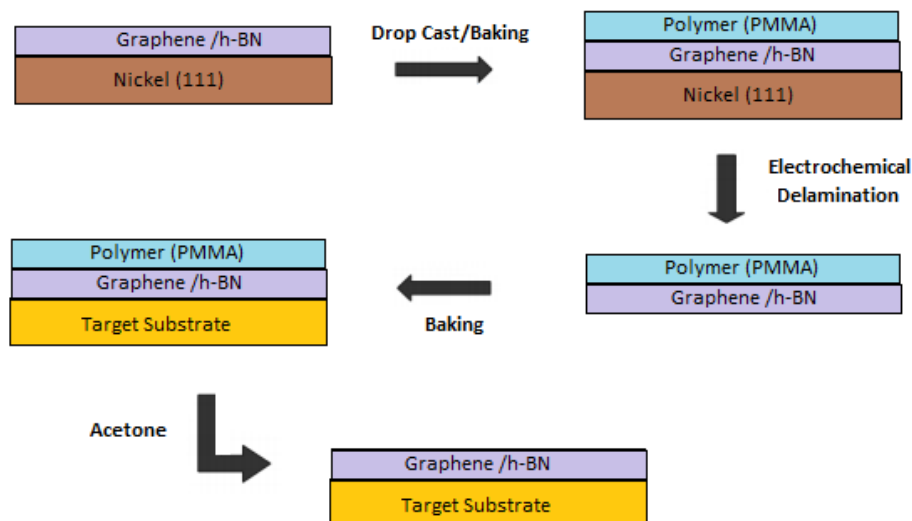 Graphene /h-BN
Nickel (111)
Drop Cast/Baking
Polymer (PMMA)
Graphene /h-BN
Nickel (111)
Electrochemical
Delamination
Polymer (PMMA)
Graphene /h-BN
Baking
Polymer (PMMA)
Graphene /h-BN
Target Substrate
Acetone
Graphene /h-BN
Target Substrate